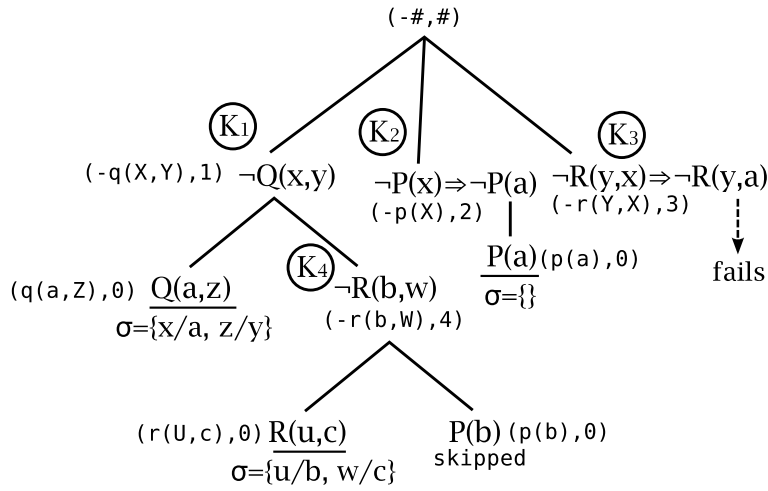 (-#,#)
K1
K2
K3
(-q(X,Y),1) ¬Q(x,y)
¬P(x)⇒¬P(a)
¬R(y,x)⇒¬R(y,a)
(-p(X),2)
(-r(Y,X),3)
K4
P(a) (p(a),0)
fails
σ={}
(q(a,Z),0) Q(a,z)
¬R(b,w)
σ={x/a, z/y}
(-r(b,W),4)
(r(U,c),0) R(u,c)
P(b) (p(b),0)
σ={u/b, w/c}
skipped